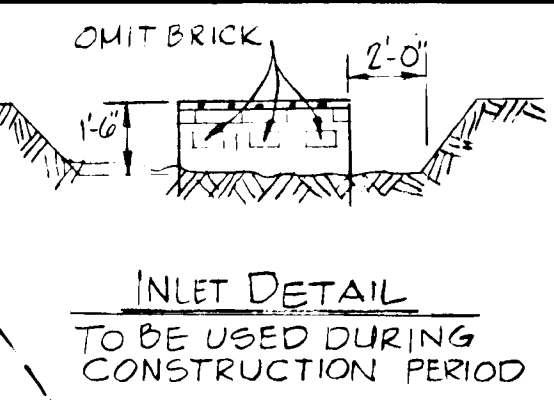 OMIT BRICK
2'-0"
1'-6"
INLET DETAIL
TO BE USED DURING
CONSTRUCTION PERIOD